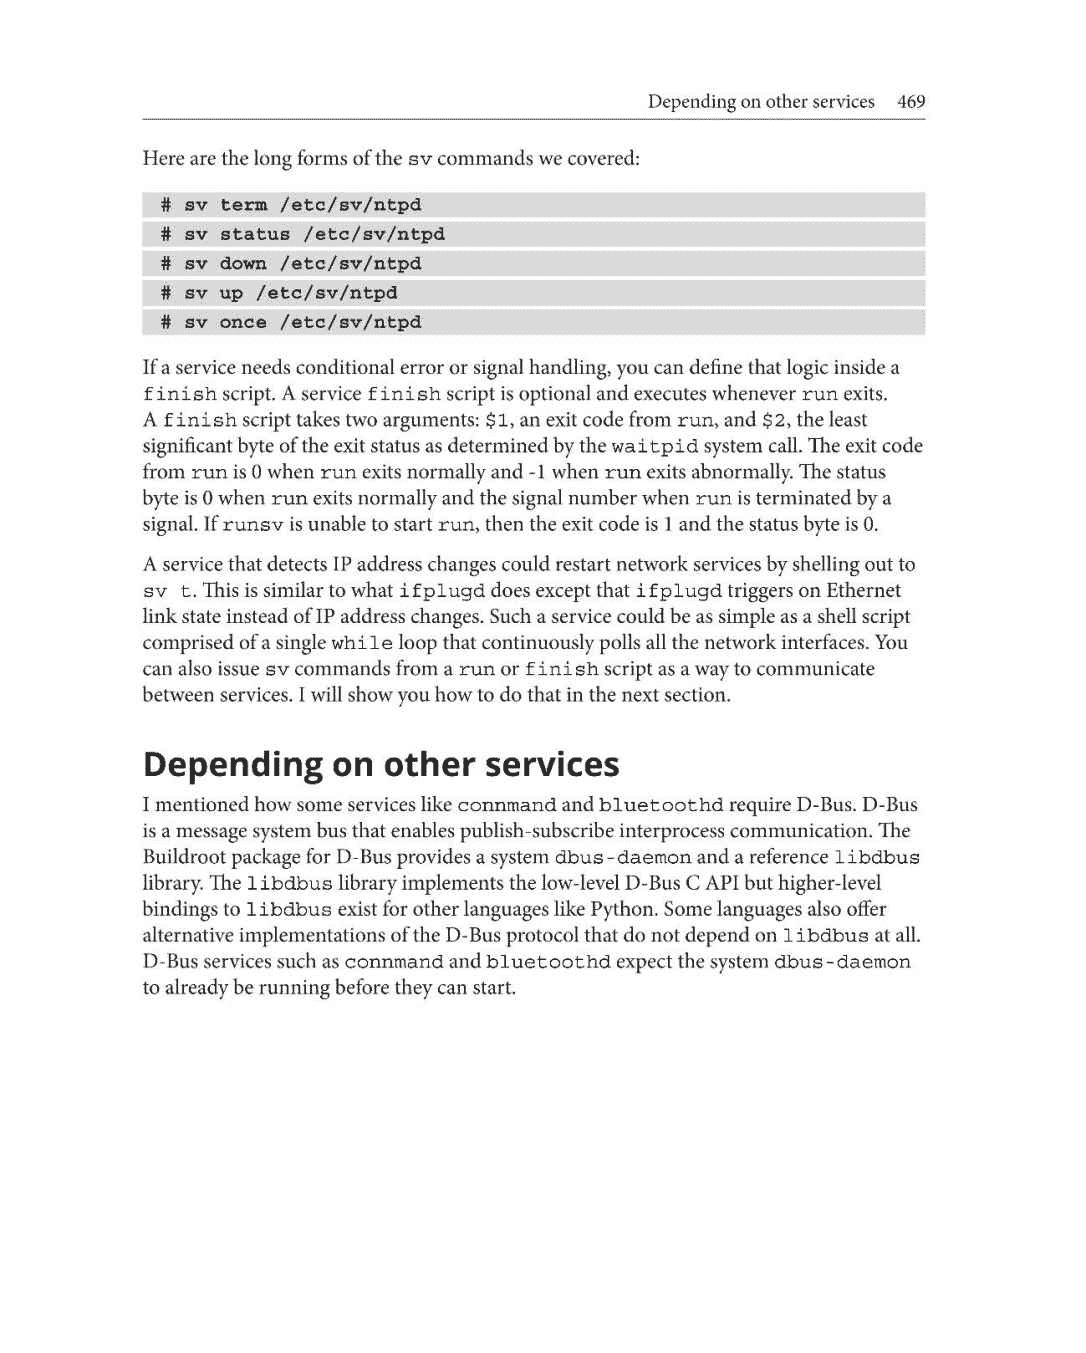 Depending on other services 469
Here are the long forms of the sv commands we covered:
# sv term /etc/sv/ntpd
# sv status /etc/sv/ntpd
# sv down /etc/sv/ntpd
# sv up /etc/sv/ntpd
# sv once /etc/sv/ntpd
If a service needs conditional error or signal handling, you can define that logic inside a
finish script. A service finish script is optional and executes whenever run exits.
A finish script takes two arguments: $1, an exit code from run, and $2, the least
significant byte of the exit status as determined by the waitpid system call. The exit code
from run is 0 when run exits normally and -1 when run exits abnormally. The status
byte is 0 when run exits normally and the signal number when run is terminated by a
signal. If runsv is unable to start run, then the exit code is 1 and the status byte is 0.
A service that detects IP address changes could restart network services by shelling out to
sv t. This is similar to what ifplugd does except that ifplugd triggers on Ethernet
link state instead of IP address changes. Such a service could be as simple as a shell script
comprised of a single while loop that continuously polls all the network interfaces. You
can also issue sv commands from a run or finish script as a way to communicate
between services. I will show you how to do that in the next section.
Depending on other services
I mentioned how some services like connmand and bluetoothd require D-Bus. D-Bus
is a message system bus that enables publish-subscribe interprocess communication. The
Buildroot package for D-Bus provides a system dbus-daemon and a reference libdbus
library. The libdbus library implements the low-level D-Bus C API but higher-level
bindings to libdbus exist for other languages like Python. Some languages also offer
alternative implementations of the D-Bus protocol that do not depend on libdbus at all.
D-Bus services such as connmand and bluetoothd expect the system dbus-daemon
to already be running before they can start.